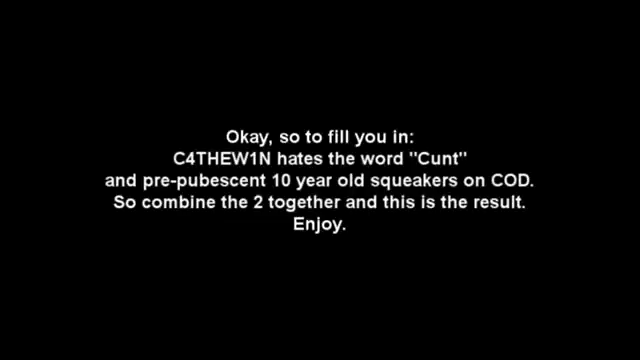 Okay, so to fill you in:
C4THEW1N hates the word "Cunt"
and pre-pubescent 10 year old squeakers on COD.
So combine the 2 together and this is the result.
Enjoy.